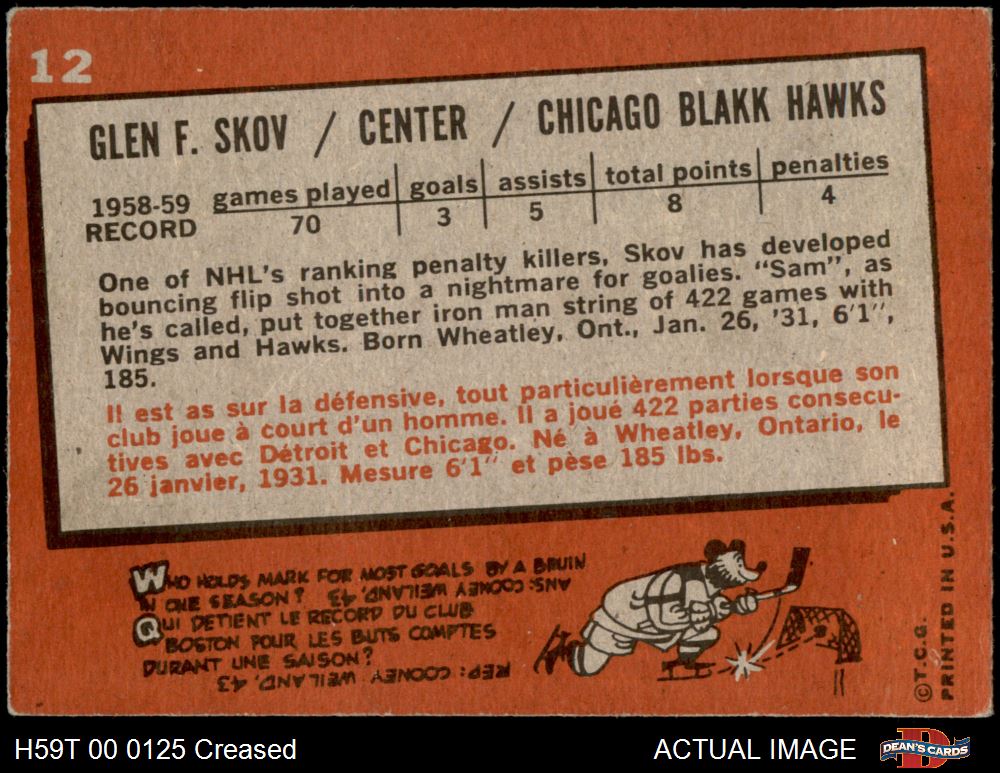 12
GLEN F. SKOV / CENTER / CHICAGO BLAKK HAWKS
1958-59 RECORD
games played | goals | assists | total points | penalties
70 | 3 | 5 | 8 | 4
One of NHL's ranking penalty killers, Skov has developed
bouncing flip shot into a nightmare for goalies. "Sam", as
he's called, put together iron man string of 422 games with
Wings and Hawks. Born Wheatley, Ont., Jan. 26, '31, 6'1",
185.
Il est as sur la défensive, tout particulièrement lorsque son
club joue à court d'un homme. Il a joué 422 parties consecu-
tives avec Détroit et Chicago. Né à Wheatley, Ontario, le
26 janvier, 1931. Mesure 6'1" et pèse 185 lbs.
WHO HOLDS MARK FOR MOST GOALS BY A BRUIN
IN ONE SEASON?
ANS: COONEY WEILAND, 43
QUI DETIENT LE RECORD DU CLUB
BOSTON POUR LES BUTS COMPTES
DURANT UNE SAISON?
REP: COONEY WEILAND, 43
©T.C.G.
PRINTED IN U.S.A.
H59T 00 0125 Creased
ACTUAL IMAGE
DEAN'S CARDS